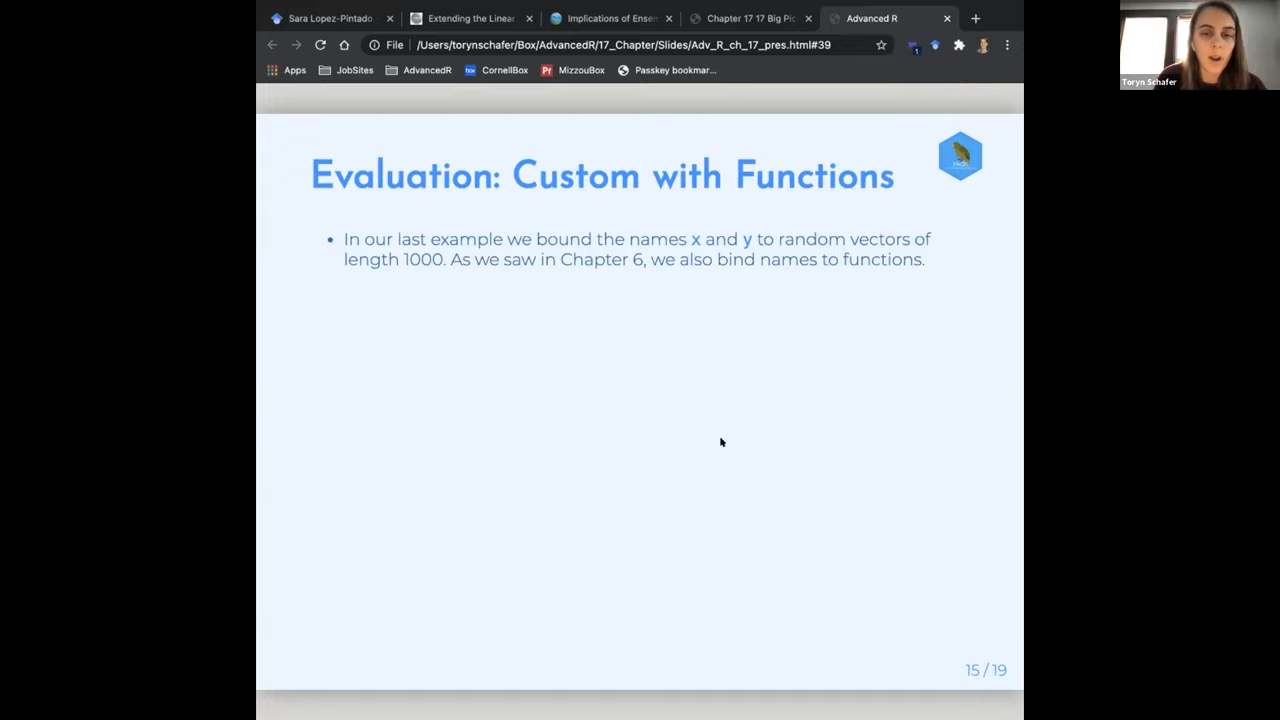 Sara Lopez-Pintado
Extending the Linear
Implications of Ensem
Chapter 17 17 Big Pic
Advanced R
File /Users/torynschafer/Box/AdvancedR/17_Chapter/Slides/Adv_R_ch_17_pres.html#39
1
Apps JobSites AdvancedR CornellBox MizzouBox Passkey bookmar...
Toryn Schafer
Evaluation: Custom with Functions
• In our last example we bound the names x and y to random vectors of
length 1000. As we saw in Chapter 6, we also bind names to functions.
15 / 19